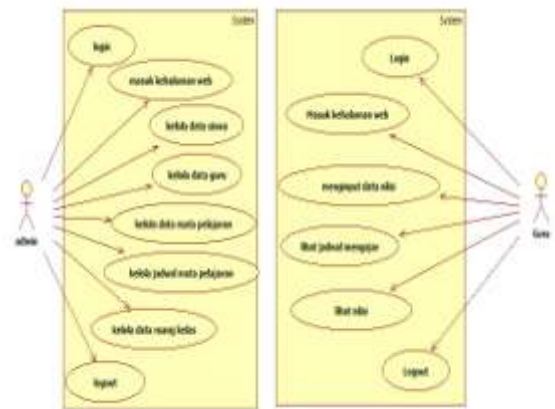 System
login
masuk kehalaman web
kelola data siswa
kelola data guru
kelola data mata pelajaran
kelola jadwal mata pelajaran
kelola data ruang kelas
logout
admin
System
Login
Masuk kehalaman web
menginput data nilai
lihat jadwal mengajar
lihat nilai
Logout
Guru